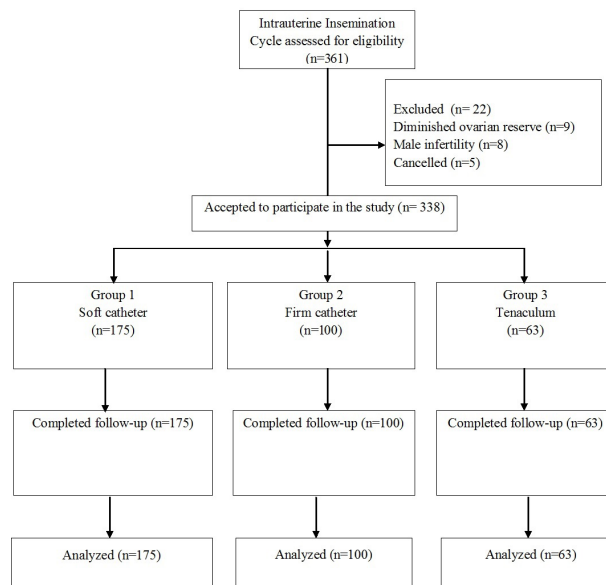 Intrauterine Insemination
Cycle assessed for eligibility
(n=361)
Excluded (n= 22)
Diminished ovarian reserve (n=9)
Male infertility (n=8)
Cancelled (n=5)
Accepted to participate in the study (n= 338)
Group 1
Soft catheter
(n=175)
Group 2
Firm catheter
(n=100)
Group 3
Tenaculum
(n=63)
Completed follow-up (n=175)
Completed follow-up (n=100)
Completed follow-up (n=63)
Analyzed (n=175)
Analyzed (n=100)
Analyzed (n=63)